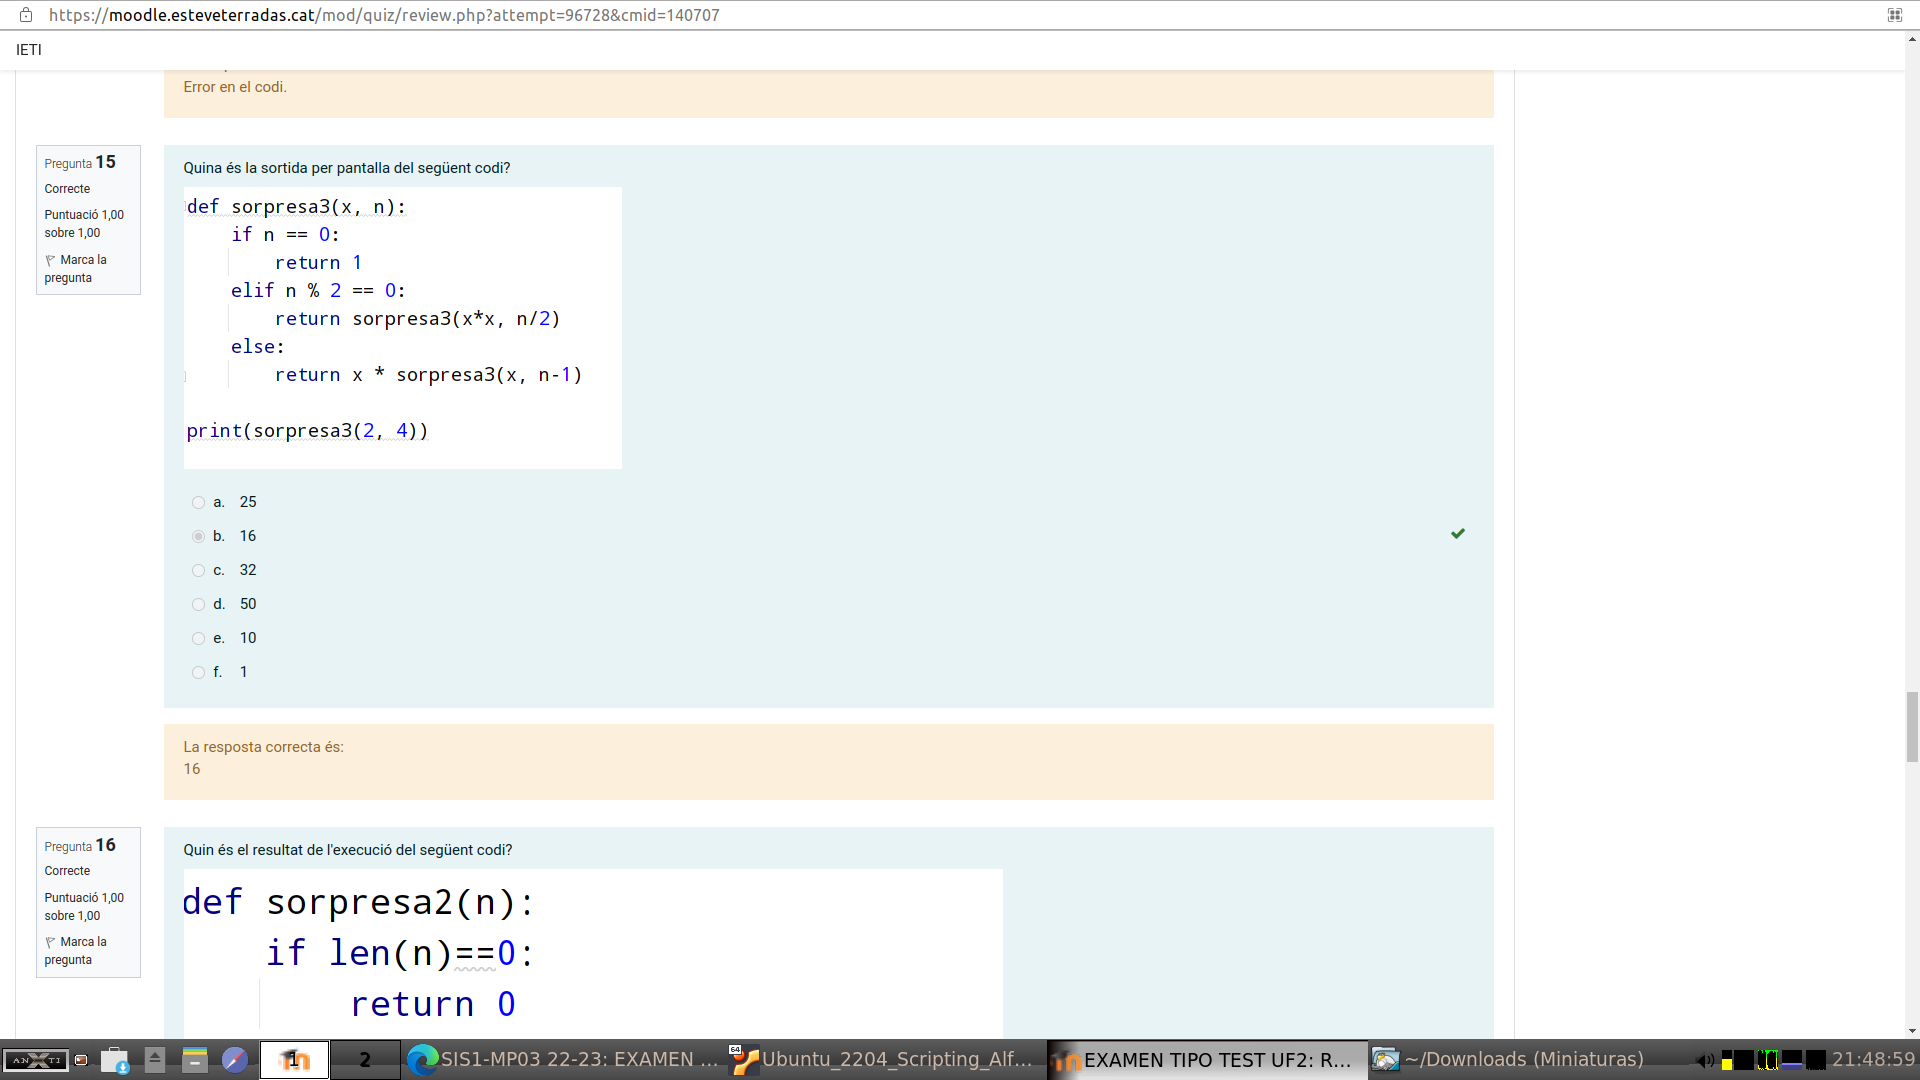 https://moodle.esteveterradas.cat/mod/quiz/review.php?attempt=96728&cmid=140707
IETI
Error en el codi.
Pregunta 15
Correcte
Puntuació 1,00
sobre 1,00
Marca la
pregunta
Quina és la sortida per pantalla del següent codi?
def sorpresa3(x, n):
if n == 0:
return 1
elif n % 2 == 0:
return sorpresa3(x*x, n/2)
else:
return x * sorpresa3(x, n-1)
print(sorpresa3(2, 4))
a. 25
b. 16
c. 32
d. 50
e. 10
f. 1
La resposta correcta és:
16
Pregunta 16
Correcte
Puntuació 1,00
sobre 1,00
Marca la
pregunta
Quin és el resultat de l'execució del següent codi?
def sorpresa2(n):
if len(n)==0:
return 0
ANXTI
1
2
SIS1-MP03 22-23: EXAMEN ...
64
Ubuntu_2204_Scripting_Alf...
EXAMEN TIPO TEST UF2: R...
~/Downloads (Miniaturas)
21:48:59